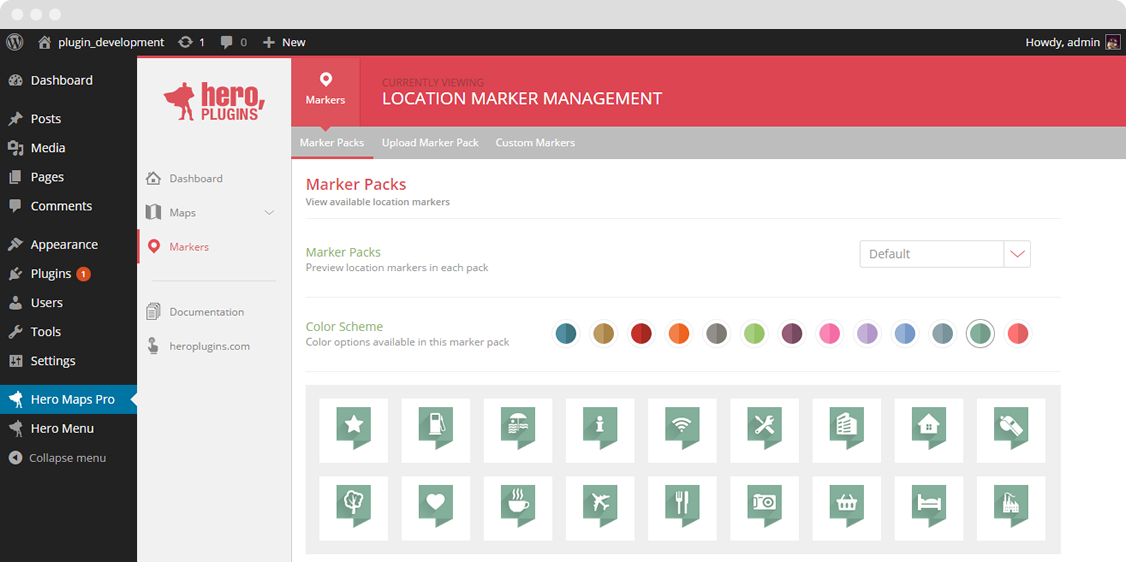 plugin_development
1
0
New
Howdy, admin
Dashboard
Posts
Media
Pages
Comments
Appearance
Plugins 1
Users
Tools
Settings
Hero Maps Pro
Hero Menu
Collapse menu
hero,
PLUGINS
Dashboard
Maps
Markers
Documentation
heroplugins.com
Markers
CURRENTLY VIEWING
LOCATION MARKER MANAGEMENT
Marker Packs
Upload Marker Pack
Custom Markers
Marker Packs
View available location markers
Marker Packs
Preview location markers in each pack
Default
Color Scheme
Color options available in this marker pack